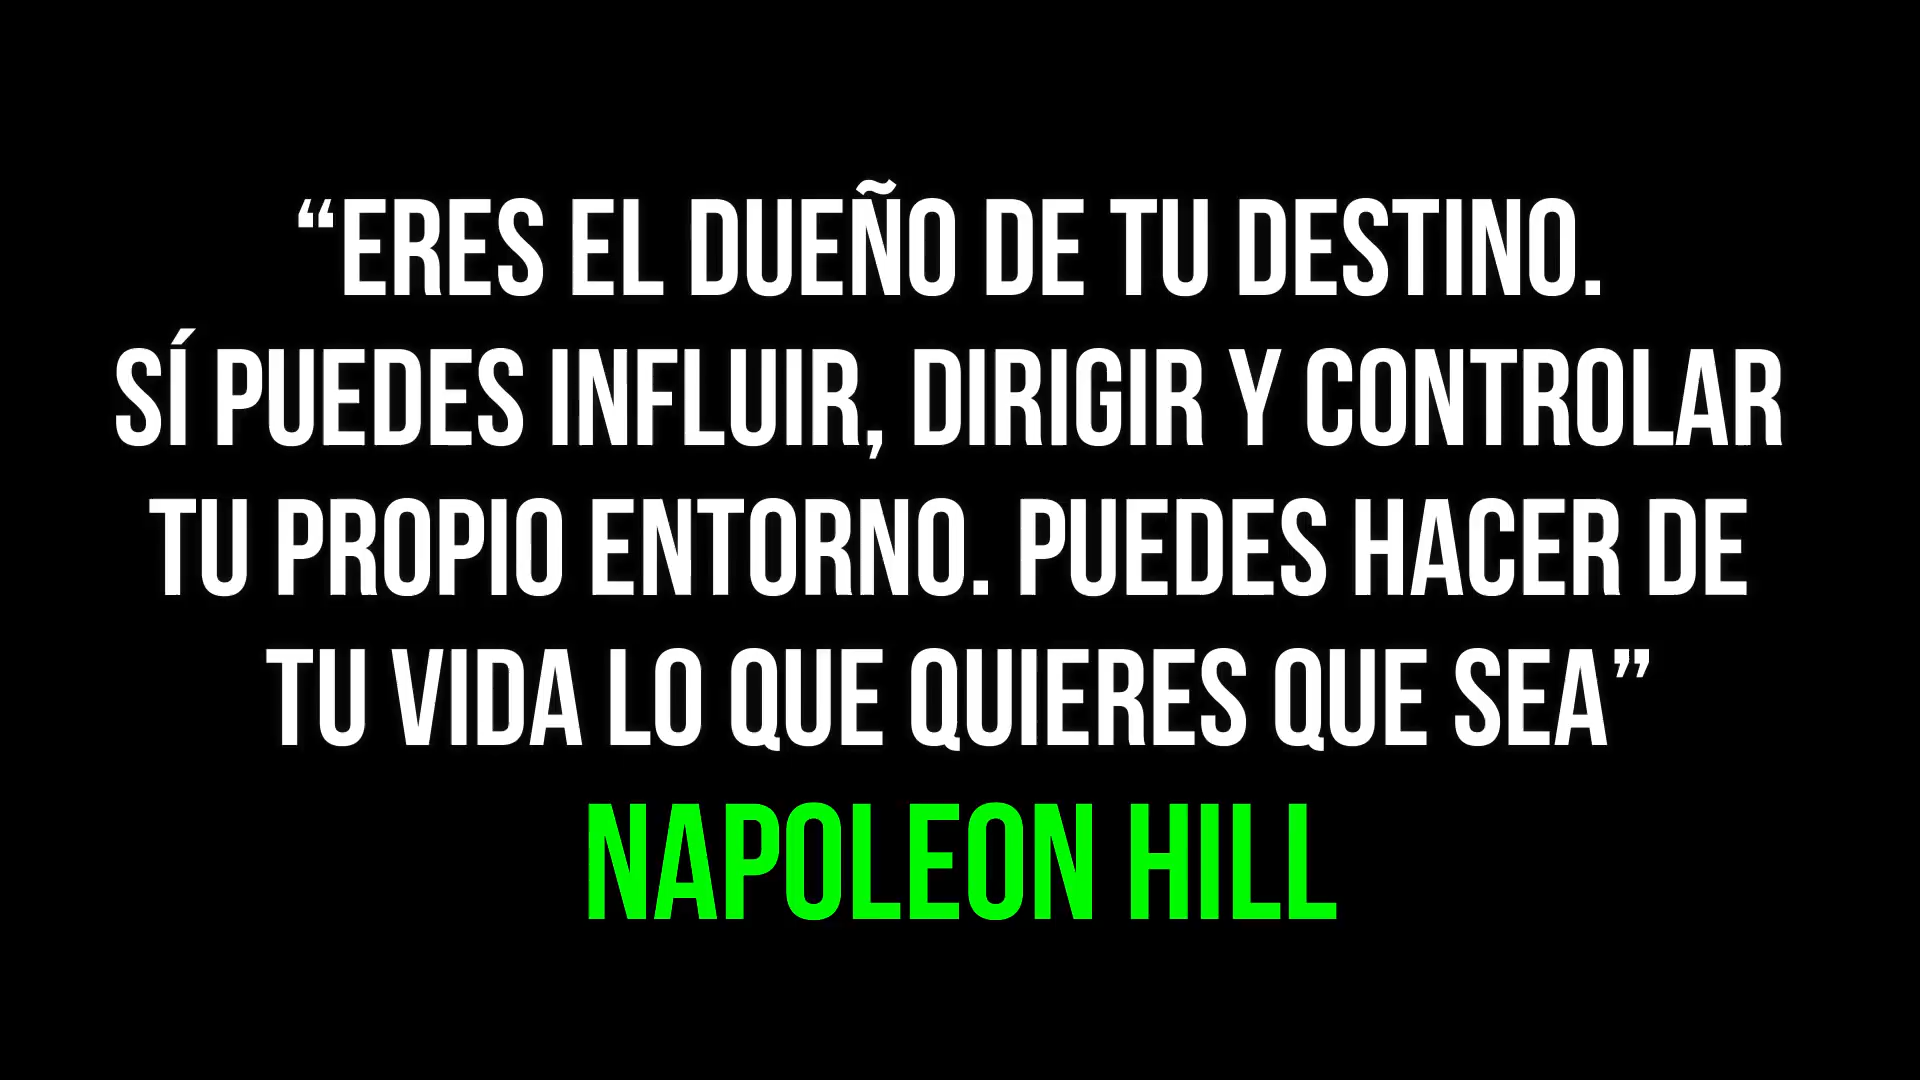 “ERES EL DUEÑO DE TU DESTINO.
SÍ PUEDES INFLUIR, DIRIGIR Y CONTROLAR
TU PROPIO ENTORNO. PUEDES HACER DE
TU VIDA LO QUE QUIERES QUE SEA”
NAPOLEON HILL